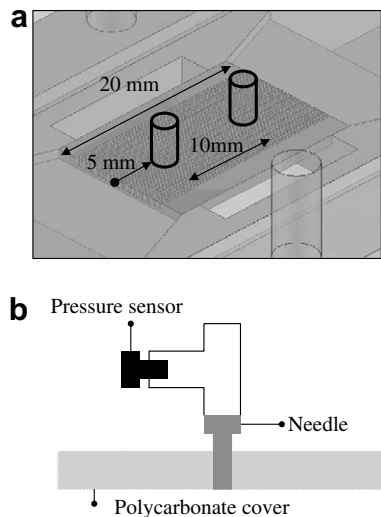 a
20 mm
10mm
5 mm
b
Pressure sensor
Needle
Polycarbonate cover